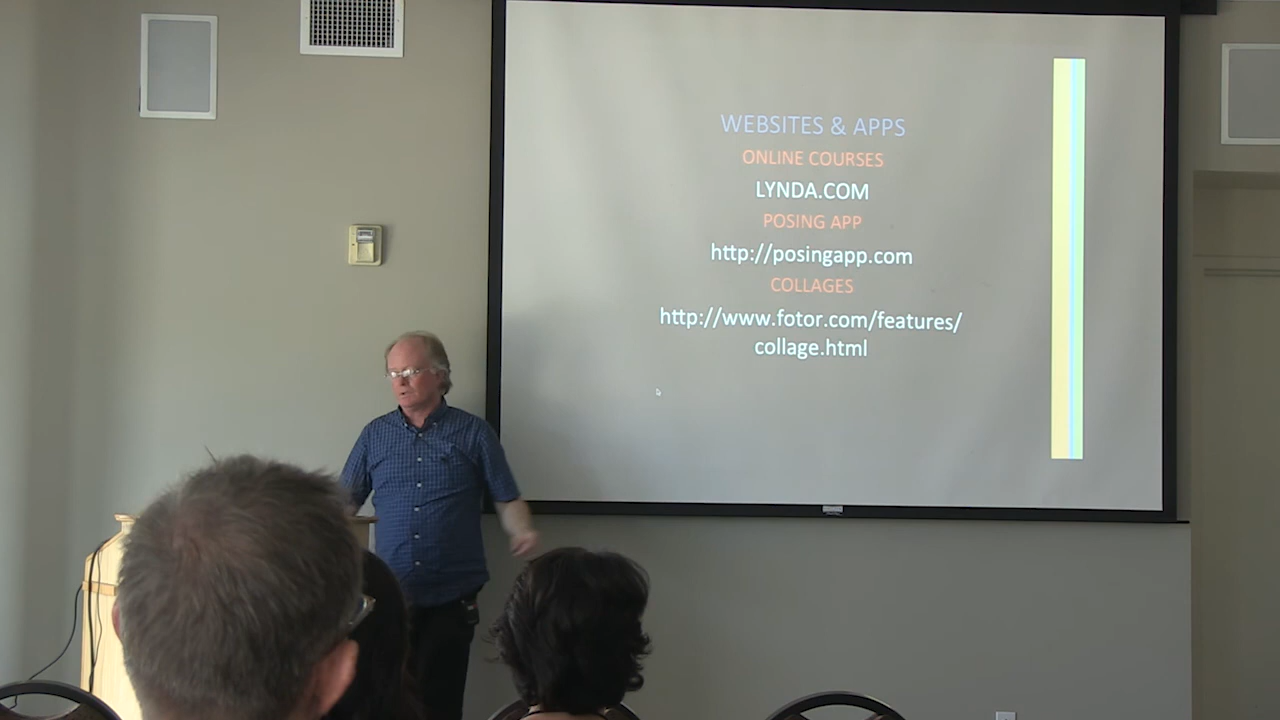 WEBSITES & APPS
ONLINE COURSES
LYNDA.COM
POSING APP
http://posingapp.com
COLLAGES
http://www.fotor.com/features/
collage.html